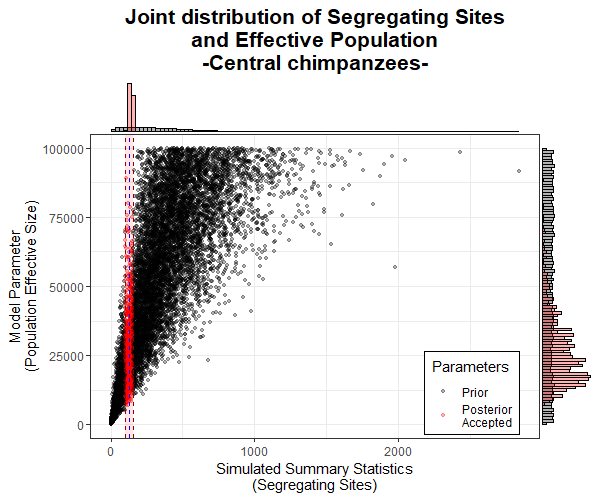 Joint distribution of Segregating Sites
and Effective Population
-Central chimpanzees-
100000
75000
50000
25000
0
Model Parameter
(Population Effective Size)
Parameters
Prior
Posterior
Accepted
0
1000
2000
Simulated Summary Statistics
(Segregating Sites)